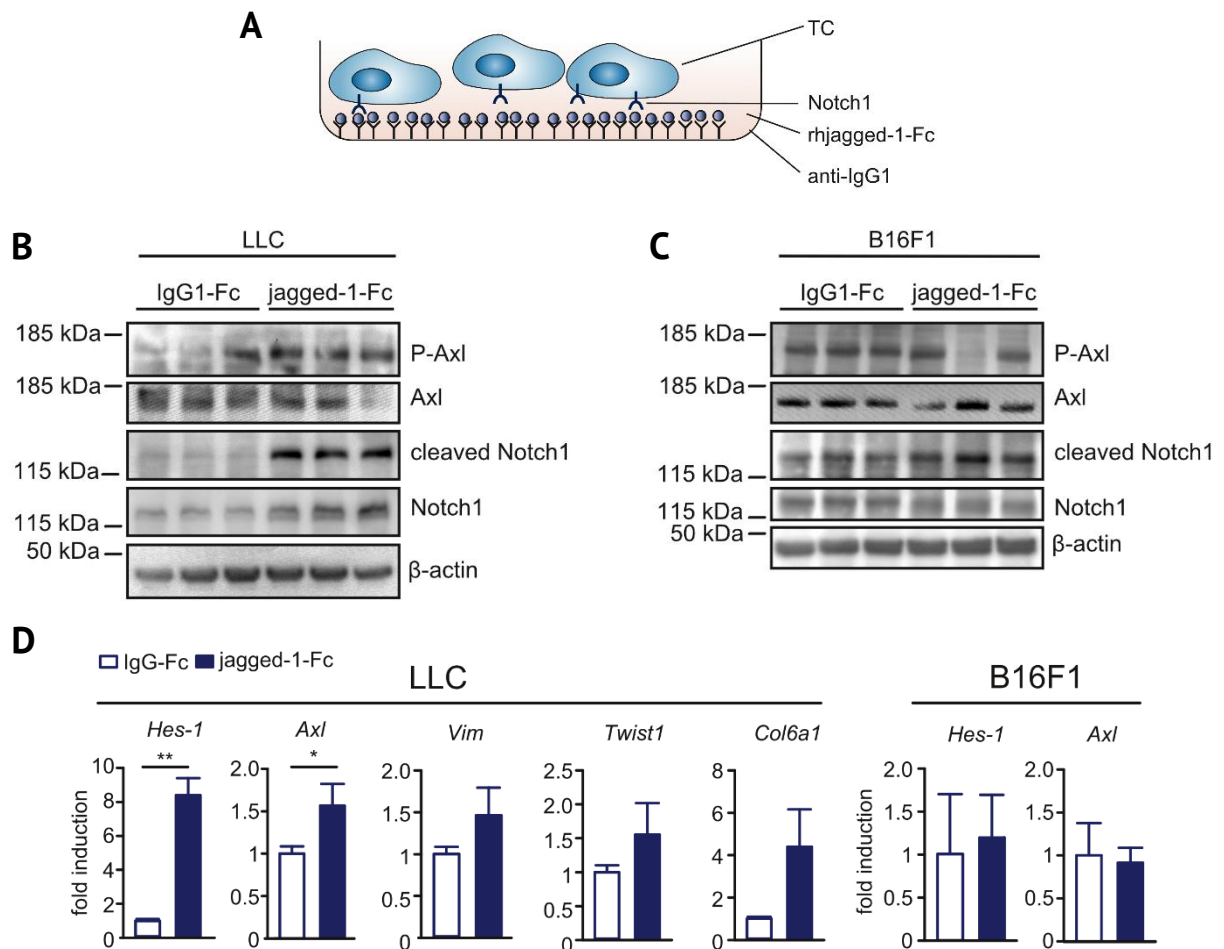 A
TC
Notch1
rhjagged-1-Fc
anti-IgG1
B
LLC
IgG1-Fc jagged-1-Fc
185 kDa
P-Axl
185 kDa
Axl
cleaved Notch1
115 kDa
Notch1
115 kDa
50 kDa
β-actin
C
B16F1
IgG1-Fc jagged-1-Fc
185 kDa
P-Axl
185 kDa
Axl
cleaved Notch1
115 kDa
Notch1
115 kDa
50 kDa
β-actin
D
IgG-Fc jagged-1-Fc
LLC
B16F1
Hes-1
**
fold induction
10
8
6
4
2
0
Axl
*
2.0
1.5
1.0
0.5
0
Vim
2.0
1.5
1.0
0.5
0
Twist1
2.5
2.0
1.5
1.0
0.5
0
Col6a1
8
6
4
2
0
Hes-1
fold induction
2.0
1.5
1.0
0.5
0
Axl
2.0
1.5
1.0
0.5
0